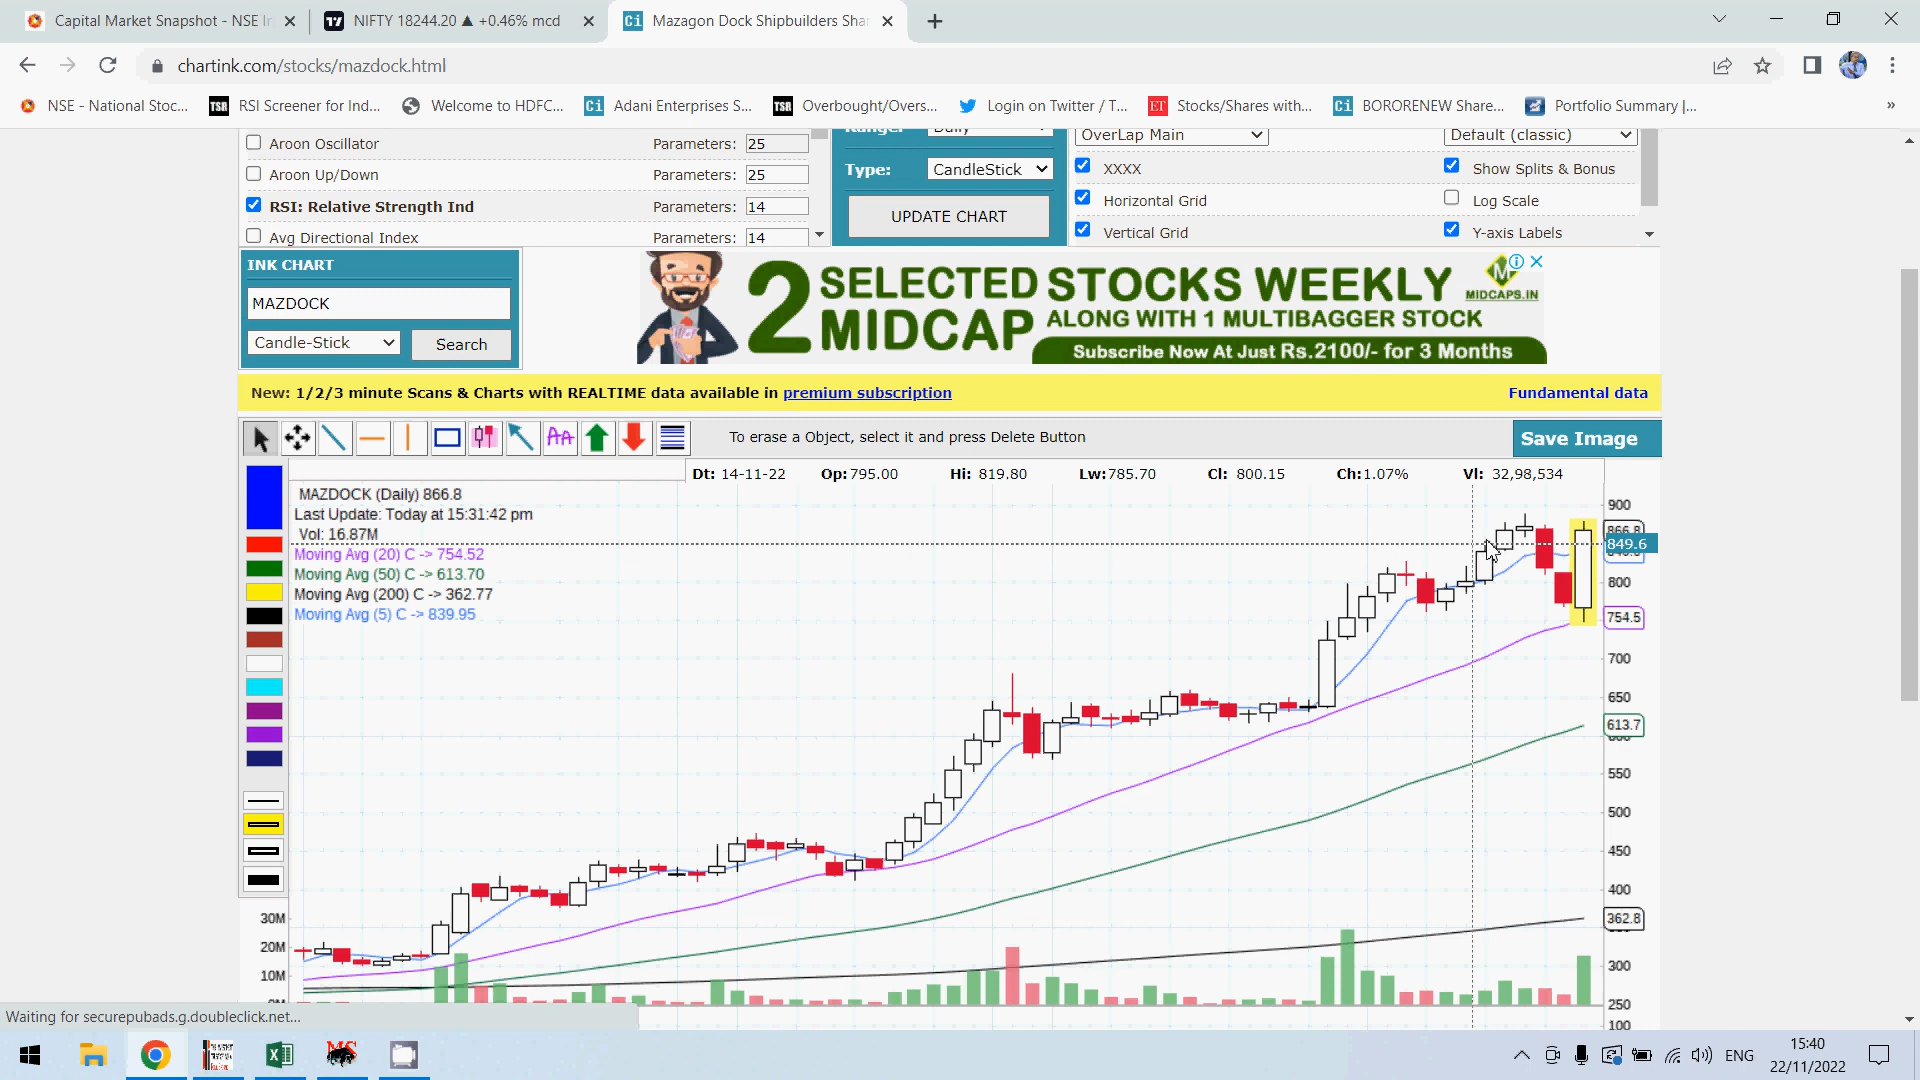 Capital Market Snapshot - NSE In
NIFTY 18244.20 ▲ +0.46% mcd
Mazagon Dock Shipbuilders Shar
chartink.com/stocks/mazdock.html
NSE - National Stoc...
RSI Screener for Ind...
Welcome to HDFC...
Adani Enterprises S...
Overbought/Overs...
Login on Twitter / T...
Stocks/Shares with...
BORORENEW Share...
Portfolio Summary |...
»
Aroon Oscillator Parameters: 25
Aroon Up/Down Parameters: 25
RSI: Relative Strength Ind Parameters: 14
Avg Directional Index Parameters: 14
Range: Daily
Type: CandleStick
UPDATE CHART
OverLap Main Default (classic)
XXXX Show Splits & Bonus
Horizontal Grid Log Scale
Vertical Grid Y-axis Labels
INK CHART
MAZDOCK
Candle-Stick Search
2 SELECTED STOCKS WEEKLY
MIDCAP ALONG WITH 1 MULTIBAGGER STOCK
Subscribe Now At Just Rs.2100/- for 3 Months
MIDCAPS.IN
New: 1/2/3 minute Scans & Charts with REALTIME data available in premium subscription Fundamental data
AA
To erase a Object, select it and press Delete Button
Save Image
Dt: 14-11-22 Op:795.00 Hi: 819.80 Lw:785.70 Cl: 800.15 Ch:1.07% Vl: 32,98,534
MAZDOCK (Daily) 866.8
Last Update: Today at 15:31:42 pm
Vol: 16.87M
Moving Avg (20) C -> 754.52
Moving Avg (50) C -> 613.70
Moving Avg (200) C -> 362.77
Moving Avg (5) C -> 839.95
900
866.8
849.6
800
754.5
700
650
613.7
550
500
450
400
362.8
300
250
100
30M
20M
10M
0M
Waiting for securepubads.g.doubleclick.net...
MS
ENG
15:40
22/11/2022